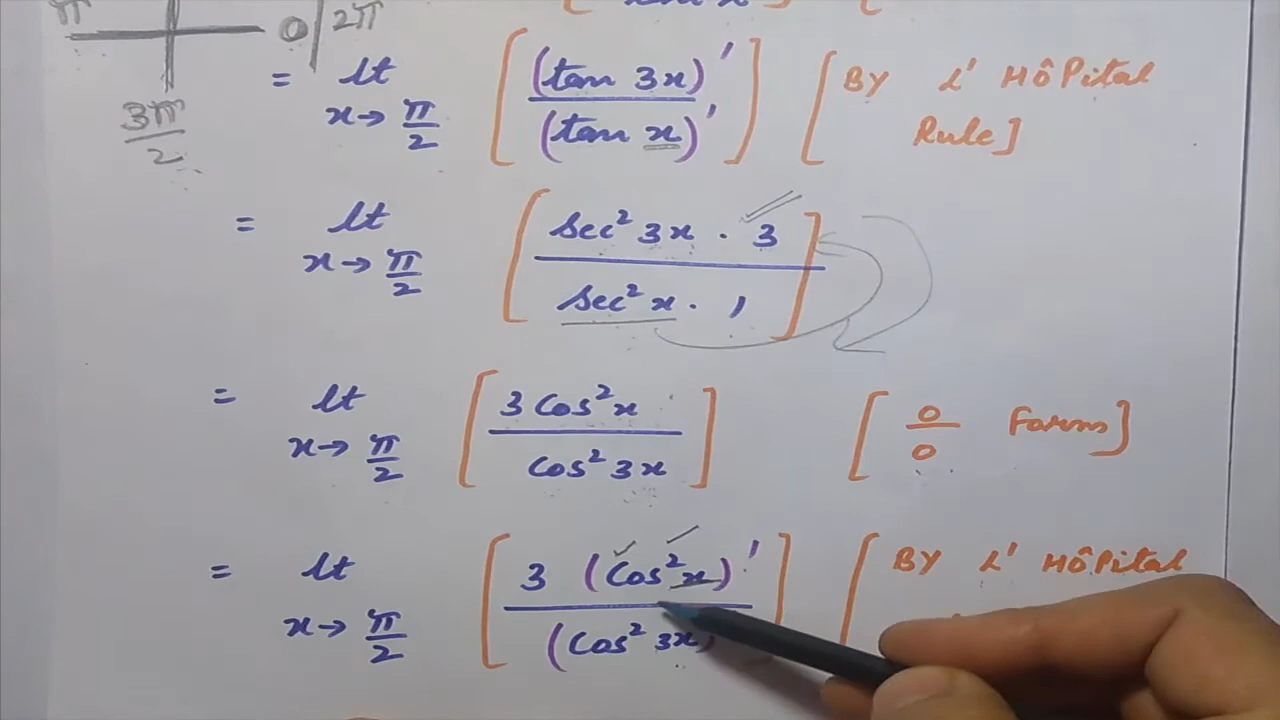 π 0 2π
3π/2
= lt x→π/2 [ (tan 3x)' / (tan x)' ] [ By L' Hôpital
Rule]
= lt x→π/2 [ sec² 3x · 3 / sec² x · 1 ]
= lt x→π/2 [ 3 cos² x / cos² 3x ] [ 0/0 Form ]
= lt x→π/2 [ 3 (cos² x)' / (cos² 3x) ] [ By L' Hôpital